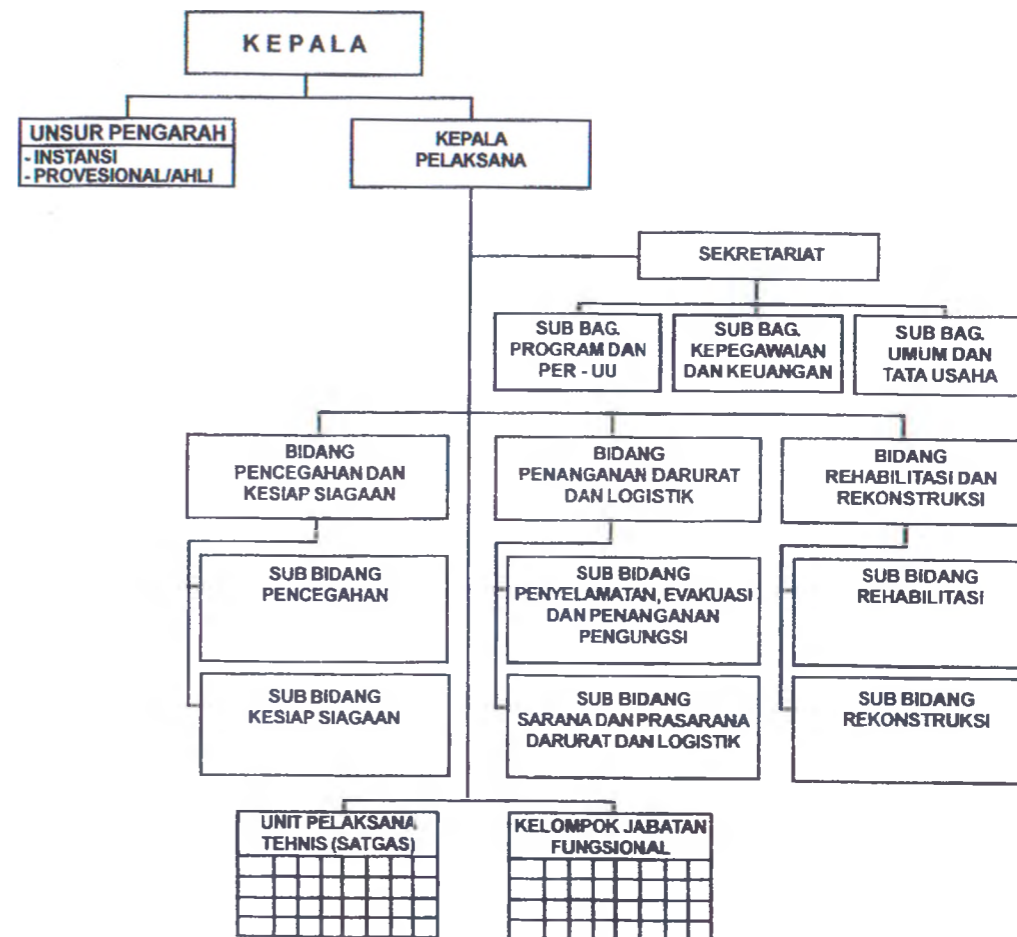 KEPALA
UNSUR PENGARAH
- INSTANSI
- PROVESIONAL/AHLI
KEPALA
PELAKSANA
SEKRETARIAT
SUB BAG.
PROGRAM DAN
PER - UU
SUB BAG.
KEPEGAWAIAN
DAN KEUANGAN
SUB BAG.
UMUM DAN
TATA USAHA
BIDANG
PENCEGAHAN DAN
KESIAP SIAGAAN
BIDANG
PENANGANAN DARURAT
DAN LOGISTIK
BIDANG
REHABILITASI DAN
REKONSTRUKSI
SUB BIDANG
PENCEGAHAN
SUB BIDANG
PENYELAMATAN, EVAKUASI
DAN PENANGANAN
PENGUNGSI
SUB BIDANG
REHABILITASI
SUB BIDANG
KESIAP SIAGAAN
SUB BIDANG
SARANA DAN PRASARANA
DARURAT DAN LOGISTIK
SUB BIDANG
REKONSTRUKSI
UNIT PELAKSANA
TEHNIS (SATGAS)
KELOMPOK JABATAN
FUNGSIONAL